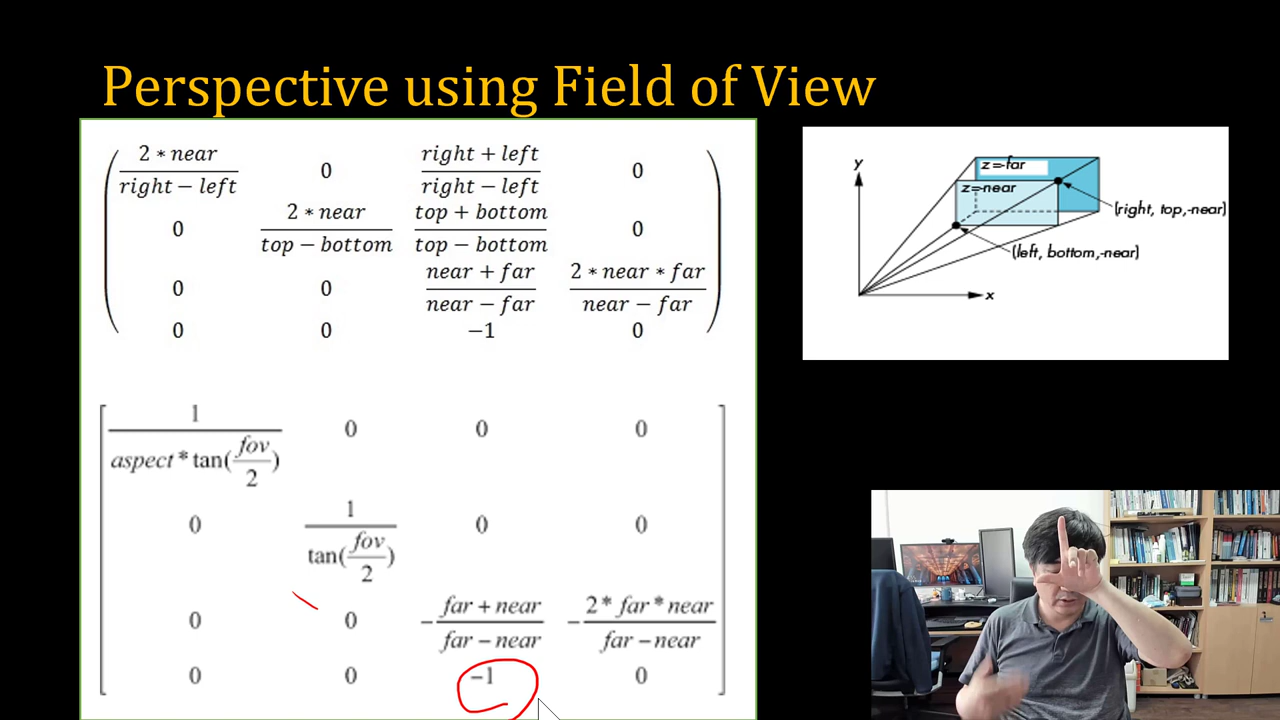 Perspective using Field of View
2 * near / right − left 0 right + left / right − left 0
0 2 * near / top − bottom top + bottom / top − bottom 0
0 0 near + far / near − far 2 * near * far / near − far
0 0 −1 0
1 / aspect * tan(fov / 2) 0 0 0
0 1 / tan(fov / 2) 0 0
0 0 − far + near / far − near − 2 * far * near / far − near
0 0 −1 0
y
z=-far
z=-near
(right, top,-near)
(left, bottom,-near)
x